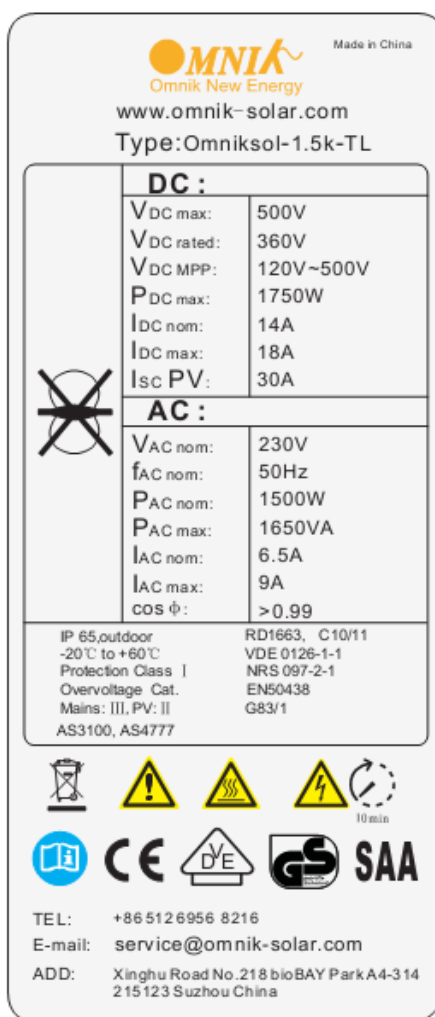 Made in China
OMNIK
Omnik New Energy
www.omnik-solar.com
Type:Omniksol-1.5k-TL
DC:
VDC max: 500V
VDC rated: 360V
VDC MPP: 120V~500V
PDC max: 1750W
IDC nom: 14A
IDC max: 18A
ISC PV: 30A
AC:
VAC nom: 230V
fAC nom: 50Hz
PAC nom: 1500W
PAC max: 1650VA
IAC nom: 6.5A
IAC max: 9A
cos φ: >0.99
IP 65,outdoor RD1663, C10/11
-20℃ to +60℃ VDE 0126-1-1
Protection Class Ⅰ NRS 097-2-1
Overvoltage Cat. EN50438
Mains: Ⅲ, PV: Ⅱ G83/1
AS3100, AS4777
10min
CE DVE GS SAA
TEL: +86 512 6956 8216
E-mail: service@omnik-solar.com
ADD: Xinghu Road No.218 bioBAY Park A4-314
215123 Suzhou China